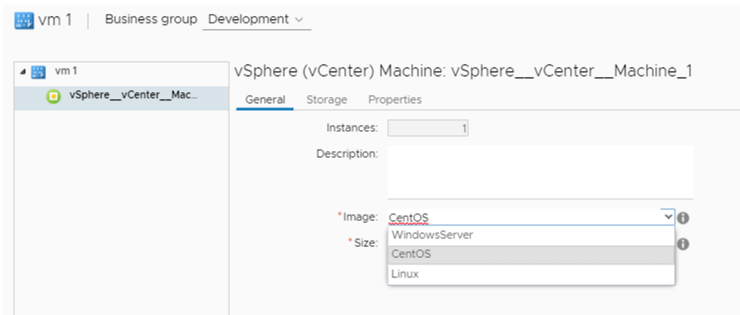 vm 1 Business group Development
vm 1
vSphere__vCenter__Mac...
vSphere (vCenter) Machine: vSphere__vCenter__Machine_1
General Storage Properties
Instances: 1
Description:
*Image: CentOS
WindowsServer
*Size:
CentOS
Linux